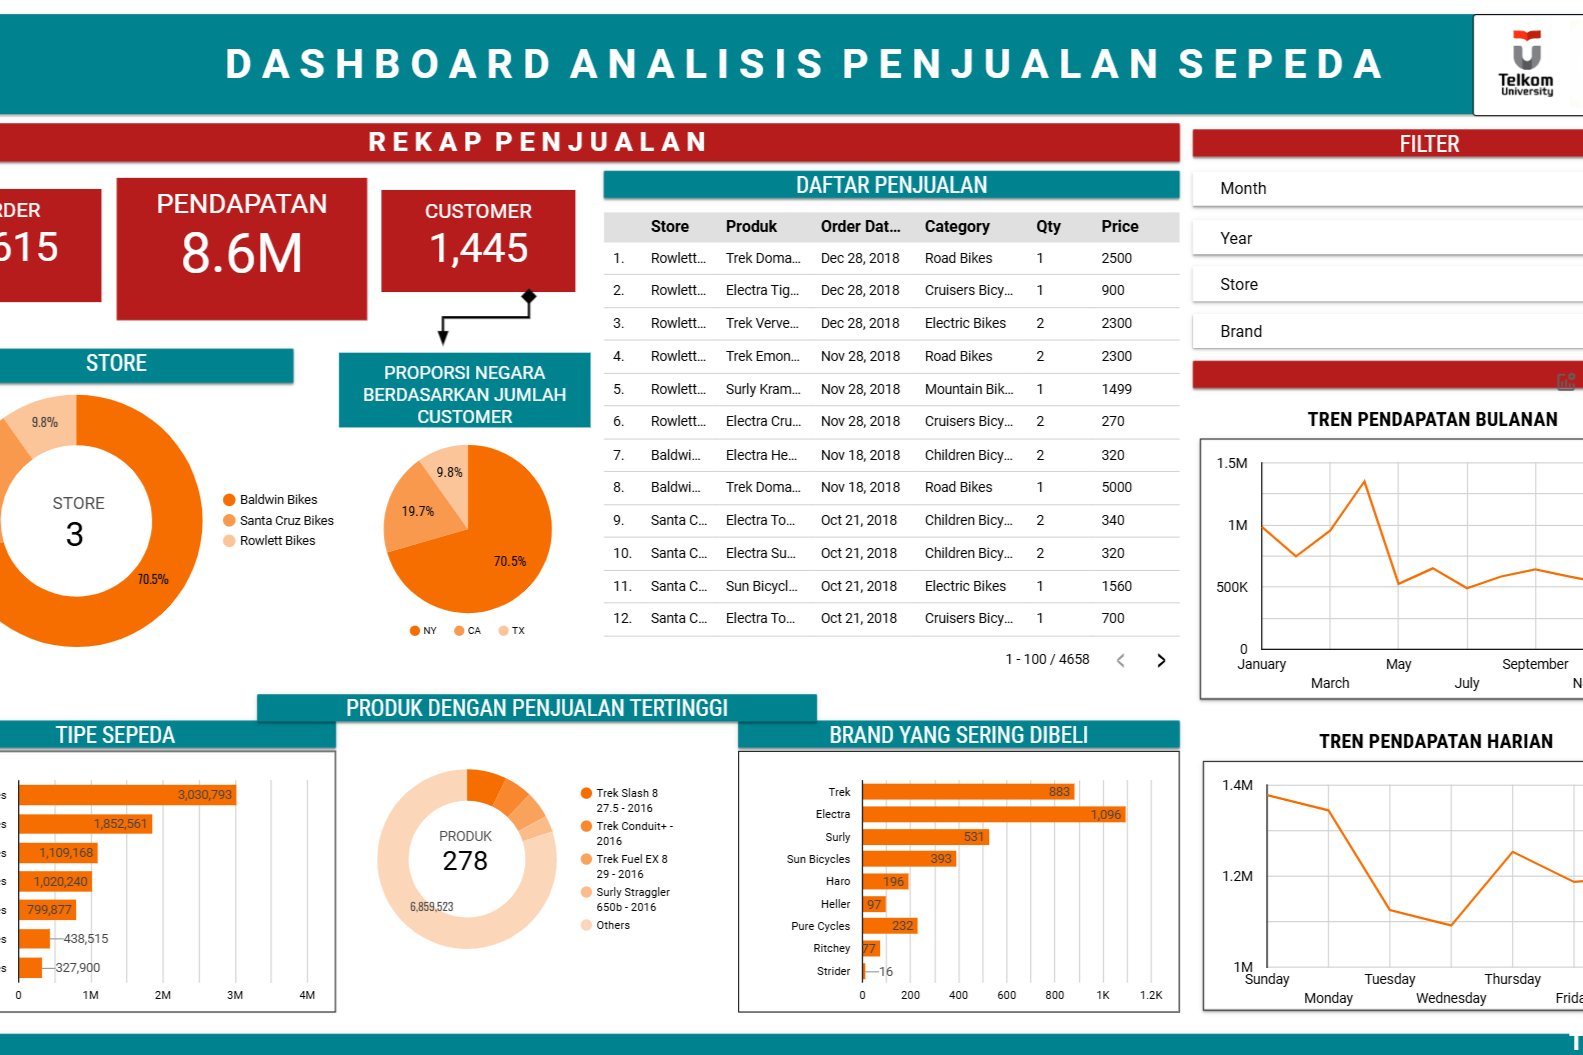 DASHBOARD ANALISIS PENJUALAN SEPEDA
Telkom
University
REKAP PENJUALAN
FILTER
Month
Year
Store
Brand
615
PENDAPATAN
8.6M
CUSTOMER
1,445
DAFTAR PENJUALAN
Store Produk Order Dat... Category Qty Price
1. Rowlett... Trek Doma... Dec 28, 2018 Road Bikes 1 2500
2. Rowlett... Electra Tig... Dec 28, 2018 Cruisers Bicy... 1 900
3. Rowlett... Trek Verve... Dec 28, 2018 Electric Bikes 2 2300
4. Rowlett... Trek Emon... Nov 28, 2018 Road Bikes 2 2300
5. Rowlett... Surly Kram... Nov 28, 2018 Mountain Bik... 1 1499
6. Rowlett... Electra Cru... Nov 28, 2018 Cruisers Bicy... 2 270
7. Baldwi... Electra He... Nov 18, 2018 Children Bicy... 2 320
8. Baldwi... Trek Doma... Nov 18, 2018 Road Bikes 1 5000
9. Santa C... Electra To... Oct 21, 2018 Children Bicy... 2 340
10. Santa C... Electra Su... Oct 21, 2018 Children Bicy... 2 320
11. Santa C... Sun Bicycl... Oct 21, 2018 Electric Bikes 1 1560
12. Santa C... Electra To... Oct 21, 2018 Cruisers Bicy... 1 700
1 - 100 / 4658
STORE
9.8%
STORE
3
70.5%
Baldwin Bikes
Santa Cruz Bikes
Rowlett Bikes
PROPORSI NEGARA
BERDASARKAN JUMLAH
CUSTOMER
9.8%
19.7%
70.5%
NY CA TX
TREN PENDAPATAN BULANAN
1.5M
1M
500K
0
January May September
March July
PRODUK DENGAN PENJUALAN TERTINGGI
TIPE SEPEDA
3,030,793
1,852,561
1,109,168
1,020,240
799,877
438,515
327,900
0 1M 2M 3M 4M
PRODUK
278
6,859,523
Trek Slash 8
27.5 - 2016
Trek Conduit+ -
2016
Trek Fuel EX 8
29 - 2016
Surly Straggler
650b - 2016
Others
BRAND YANG SERING DIBELI
Trek 883
Electra 1,096
Surly 531
Sun Bicycles 393
Haro 196
Heller 97
Pure Cycles 232
Ritchey 77
Strider 16
0 200 400 600 800 1K 1.2K
TREN PENDAPATAN HARIAN
1.4M
1.2M
1M
Sunday Tuesday Thursday
Monday Wednesday